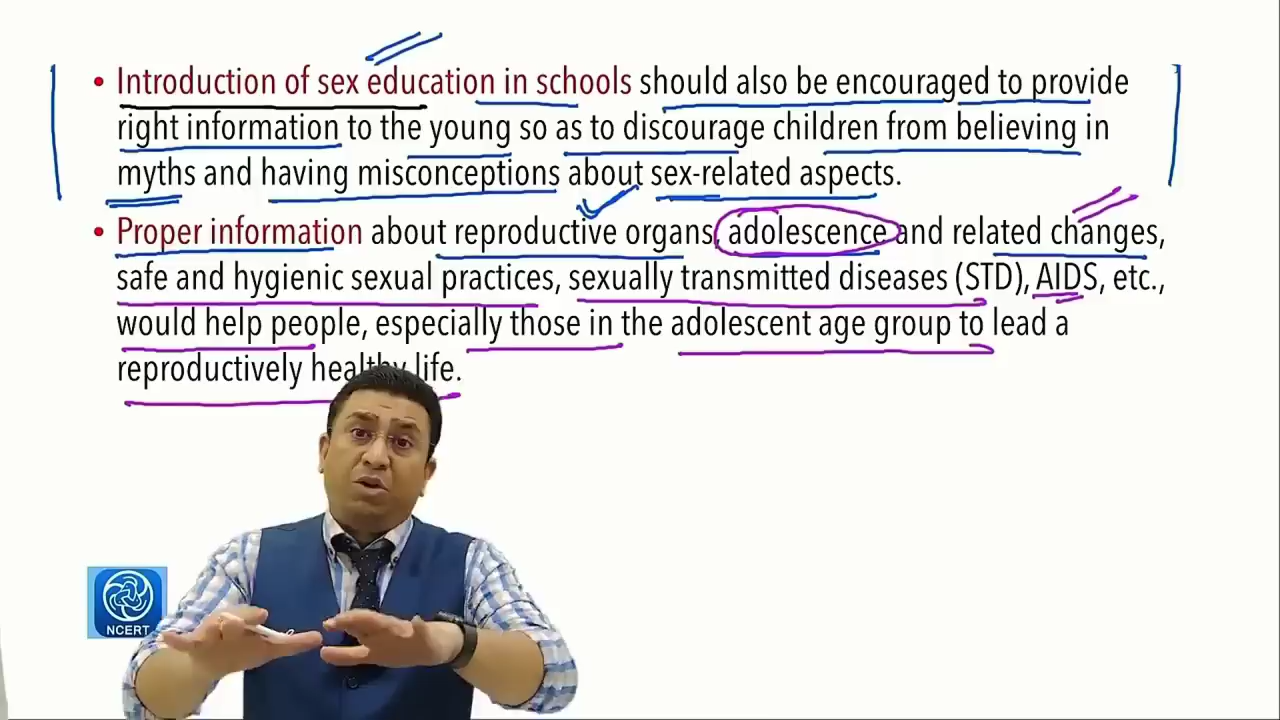 • Introduction of sex education in schools should also be encouraged to provide
right information to the young so as to discourage children from believing in
myths and having misconceptions about sex-related aspects.
• Proper information about reproductive organs, adolescence and related changes,
safe and hygienic sexual practices, sexually transmitted diseases (STD), AIDS, etc.,
would help people, especially those in the adolescent age group to lead a
reproductively healthy life.
NCERT